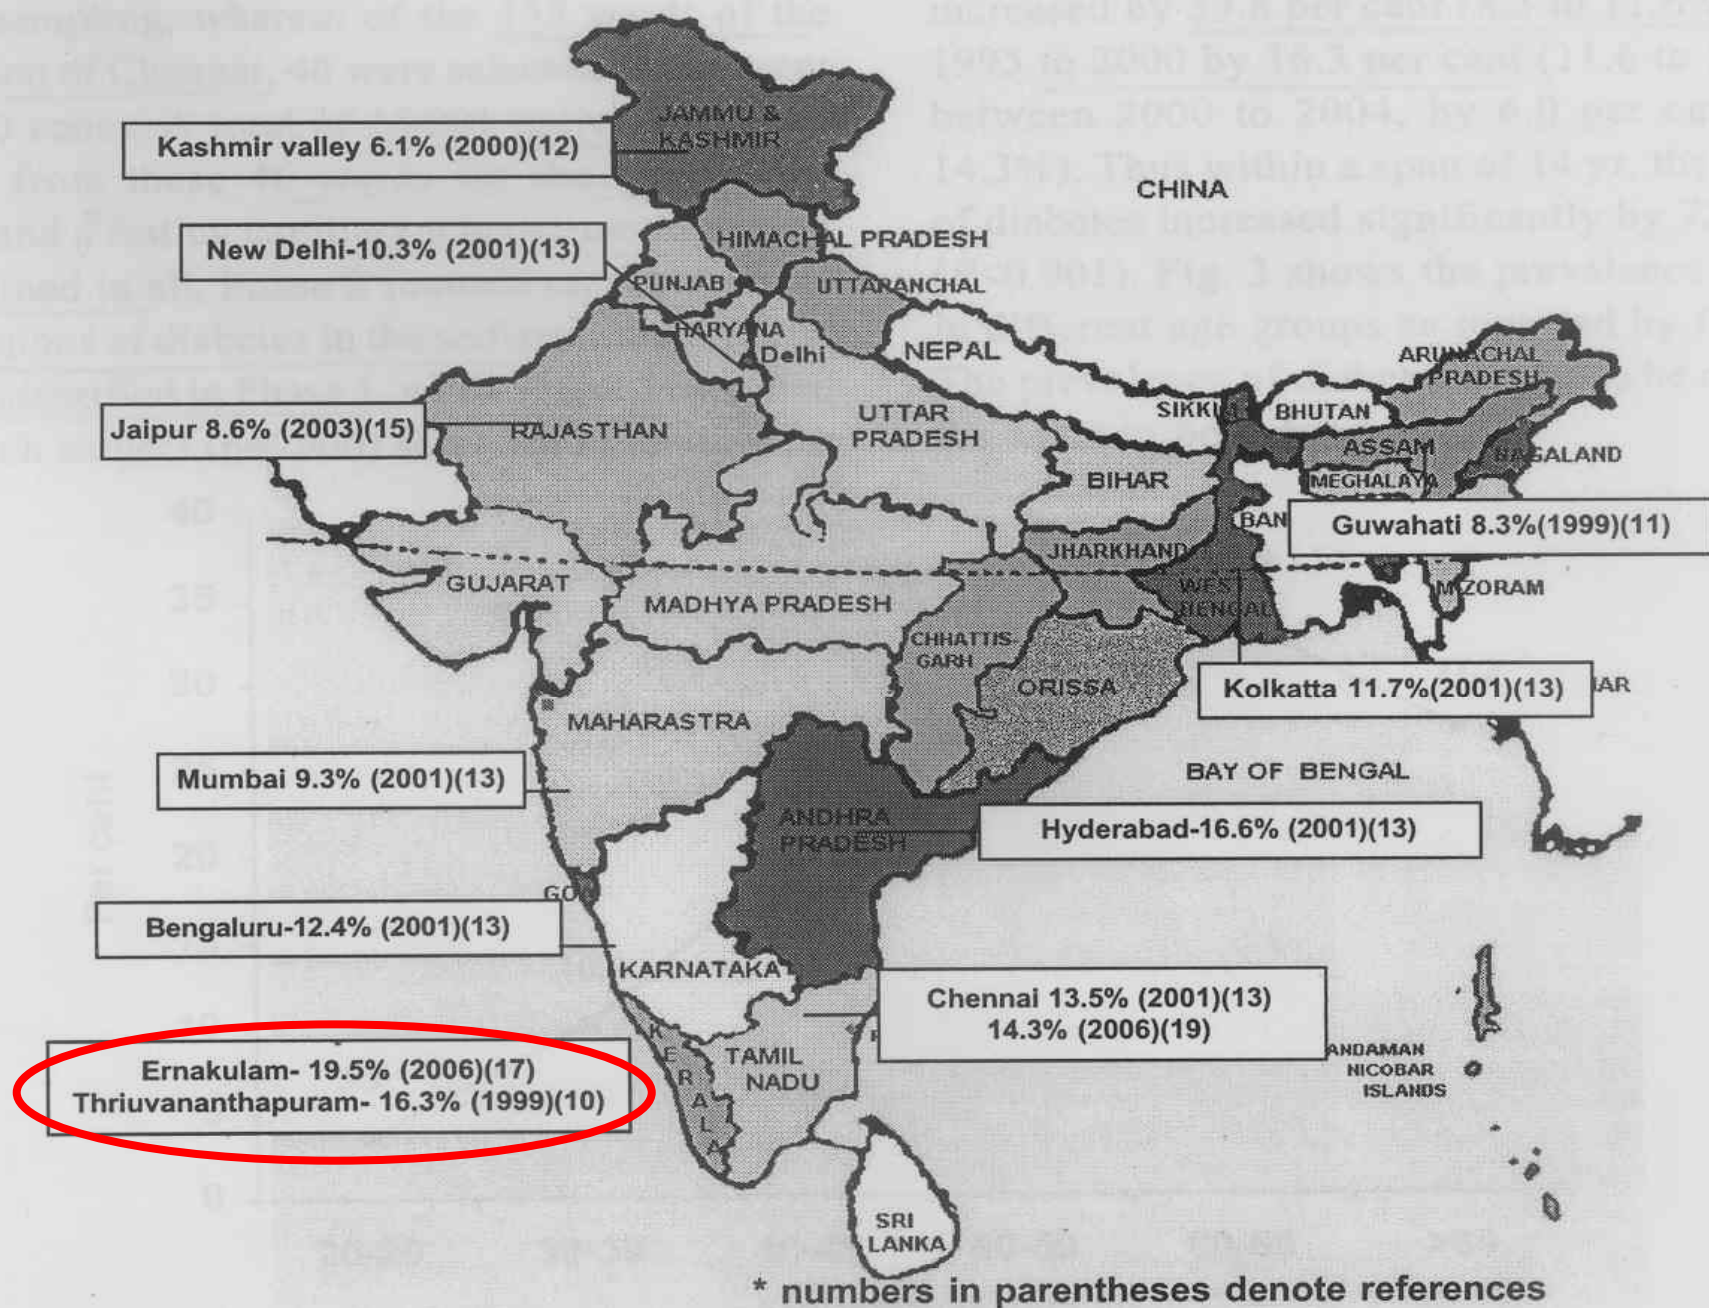 JAMMU &
KASHMIR
Kashmir valley 6.1% (2000)(12)
CHINA
New Delhi-10.3% (2001)(13)
HIMACHAL PRADESH
PUNJAB
UTTARANCHAL
HARYANA
Delhi
NEPAL
ARUNACHAL
PRADESH
SIKKI
BHUTAN
Jaipur 8.6% (2003)(15)
RAJASTHAN
UTTAR
PRADESH
ASSAM
NAGALAND
BIHAR
MEGHALAYA
BAN
Guwahati 8.3%(1999)(11)
JHARKHAND
GUJARAT
MADHYA PRADESH
WES
BENGAL
MIZORAM
CHHATTIS-
GARH
ORISSA
Kolkatta 11.7%(2001)(13)
AR
MAHARASTRA
Mumbai 9.3% (2001)(13)
BAY OF BENGAL
ANDHRA
PRADESH
Hyderabad-16.6% (2001)(13)
GO
Bengaluru-12.4% (2001)(13)
KARNATAKA
Chennai 13.5% (2001)(13)
14.3% (2006)(19)
KERALA
TAMIL
NADU
ANDAMAN
NICOBAR
ISLANDS
Ernakulam- 19.5% (2006)(17)
Thriuvananthapuram- 16.3% (1999)(10)
SRI
LANKA
* numbers in parentheses denote references